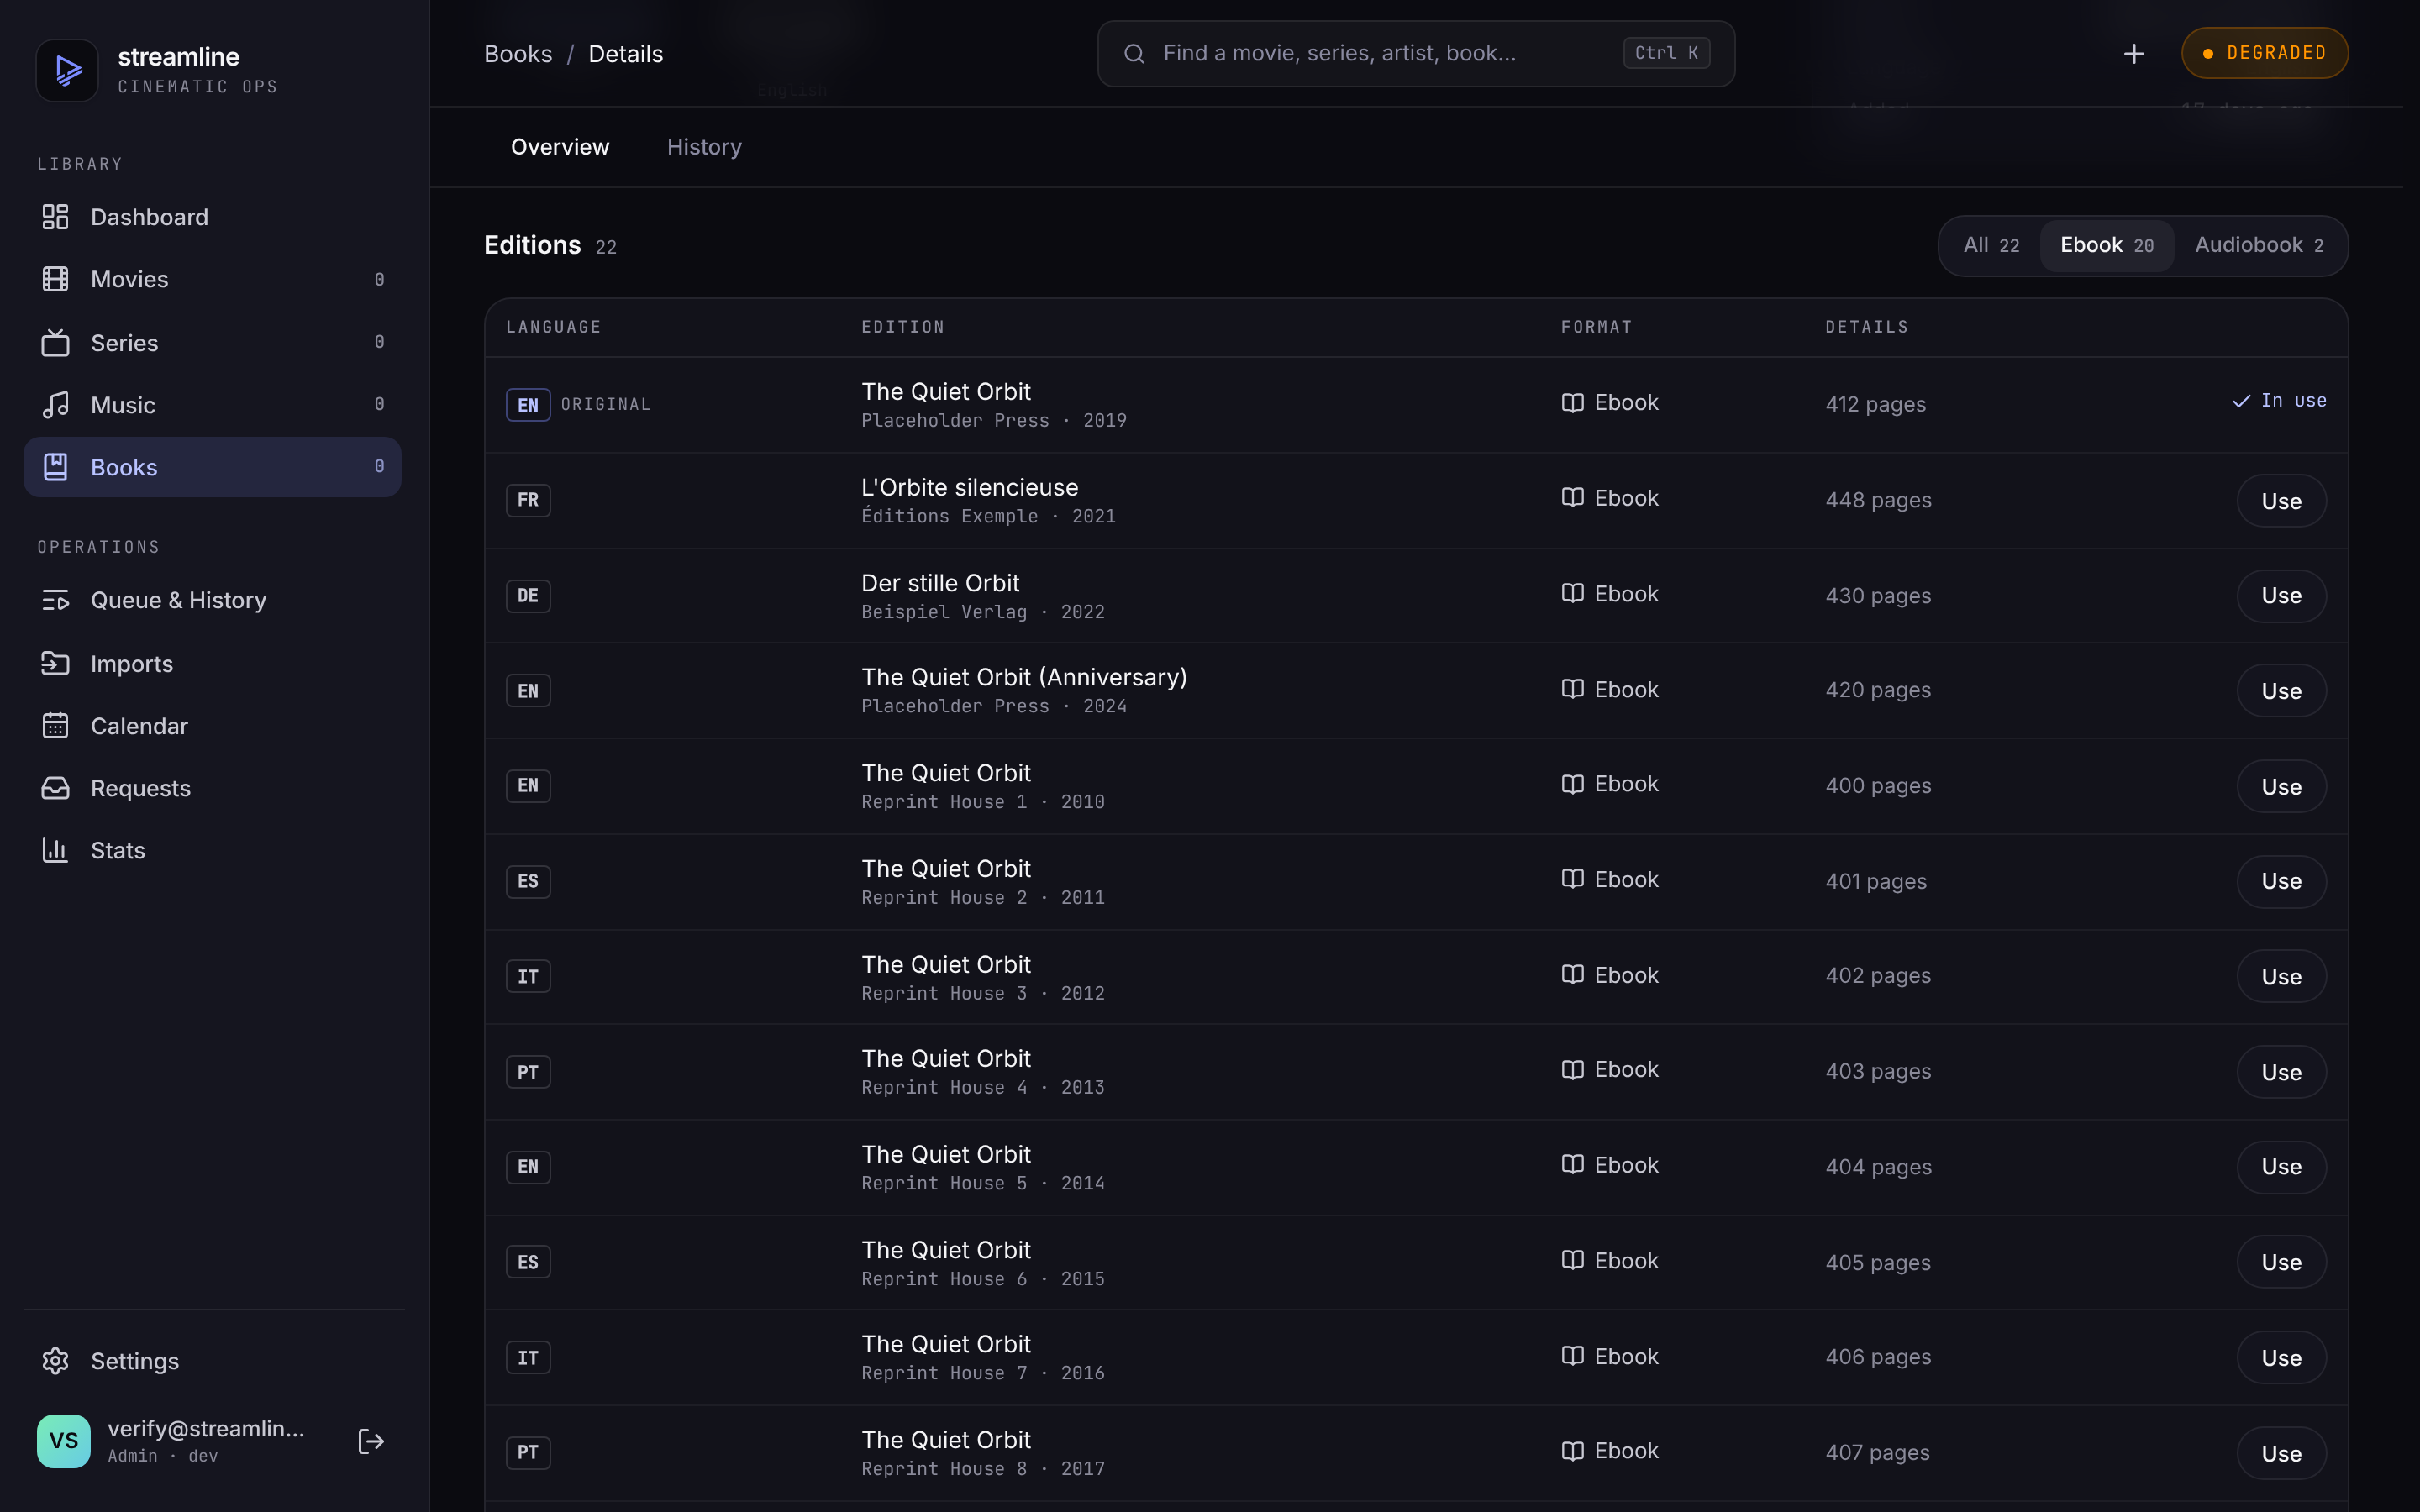 streamline
CINEMATIC OPS
LIBRARY
Dashboard
Movies 0
Series 0
Music 0
Books 0
OPERATIONS
Queue & History
Imports
Calendar
Requests
Stats
Settings
VS
verify@streamlin...
Admin · dev
Books / Details
Find a movie, series, artist, book...
Ctrl K
+
DEGRADED
English
Added
17 days ago
Overview
History
Editions 22
All 22
Ebook 20
Audiobook 2
LANGUAGE EDITION FORMAT DETAILS
EN ORIGINAL
The Quiet Orbit
Placeholder Press · 2019
Ebook
412 pages
In use
FR
L'Orbite silencieuse
Éditions Exemple · 2021
Ebook
448 pages
Use
DE
Der stille Orbit
Beispiel Verlag · 2022
Ebook
430 pages
Use
EN
The Quiet Orbit (Anniversary)
Placeholder Press · 2024
Ebook
420 pages
Use
EN
The Quiet Orbit
Reprint House 1 · 2010
Ebook
400 pages
Use
ES
The Quiet Orbit
Reprint House 2 · 2011
Ebook
401 pages
Use
IT
The Quiet Orbit
Reprint House 3 · 2012
Ebook
402 pages
Use
PT
The Quiet Orbit
Reprint House 4 · 2013
Ebook
403 pages
Use
EN
The Quiet Orbit
Reprint House 5 · 2014
Ebook
404 pages
Use
ES
The Quiet Orbit
Reprint House 6 · 2015
Ebook
405 pages
Use
IT
The Quiet Orbit
Reprint House 7 · 2016
Ebook
406 pages
Use
PT
The Quiet Orbit
Reprint House 8 · 2017
Ebook
407 pages
Use